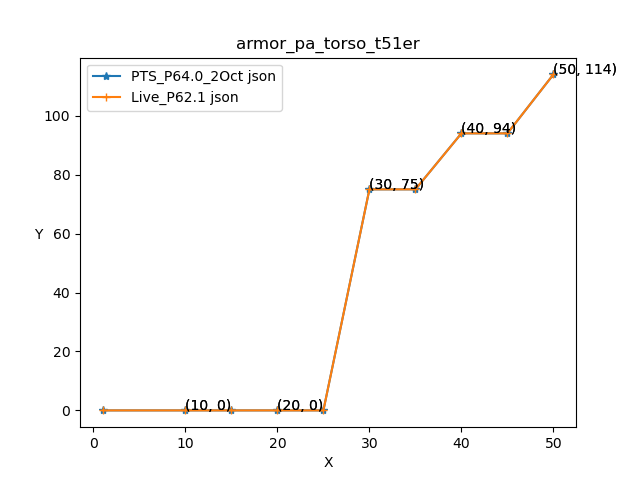 armor_pa_torso_t51er
PTS_P64.0_2Oct json
Live_P62.1 json
(50, 114)
(40, 94)
(30, 75)
(10, 0)
(20, 0)
Y
100
80
60
40
20
0
0 10 20 30 40 50
X